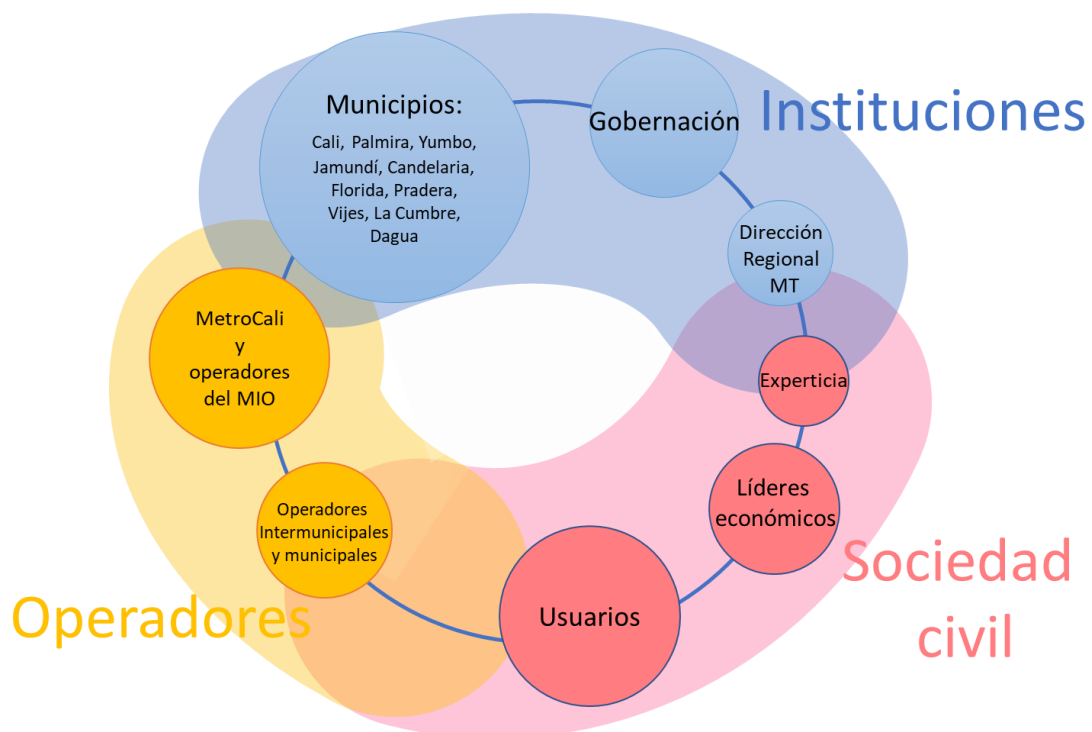 Municipios:
Cali, Palmira, Yumbo,
Jamundí, Candelaria,
Florida, Pradera,
Vijes, La Cumbre,
Dagua
Gobernación
Instituciones
Dirección
Regional
MT
MetroCali
y
operadores
del MIO
Experticia
Líderes
económicos
Operadores
Intermunicipales
y municipales
Usuarios
Operadores
Sociedad
civil